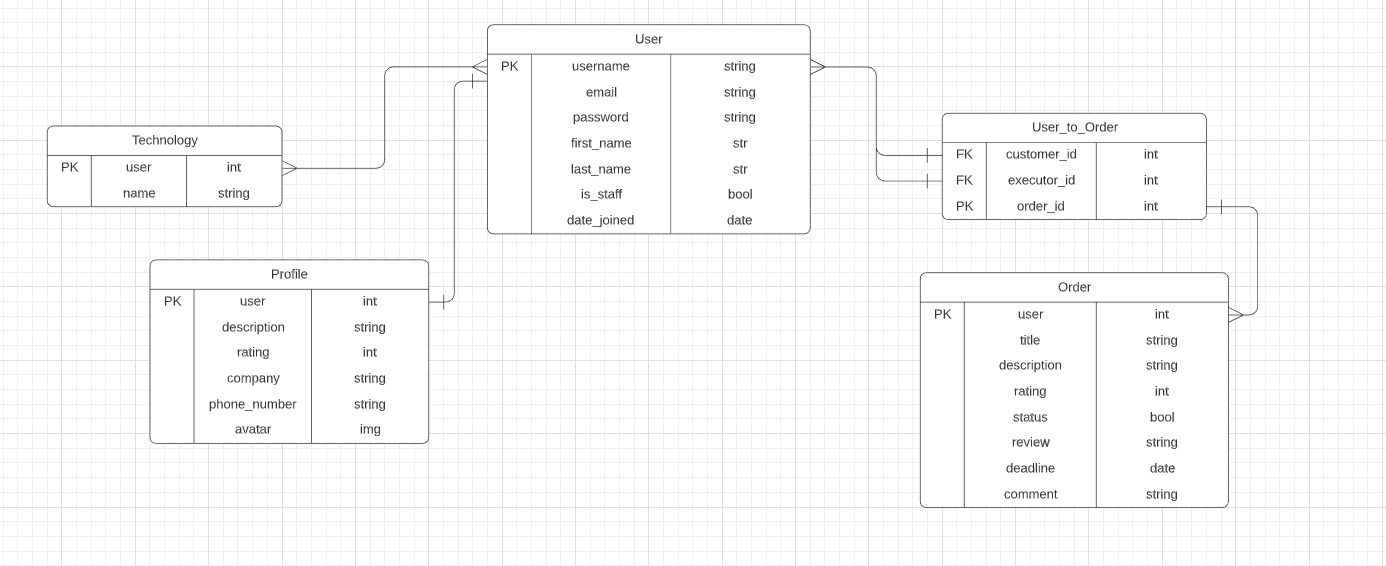 User
PK username string
email string
password string
first_name str
last_name str
is_staff bool
date_joined date
Technology
PK user int
name string
User_to_Order
FK customer_id int
FK executor_id int
PK order_id int
Profile
PK user int
description string
rating int
company string
phone_number string
avatar img
Order
PK user int
title string
description string
rating int
status bool
review string
deadline date
comment string